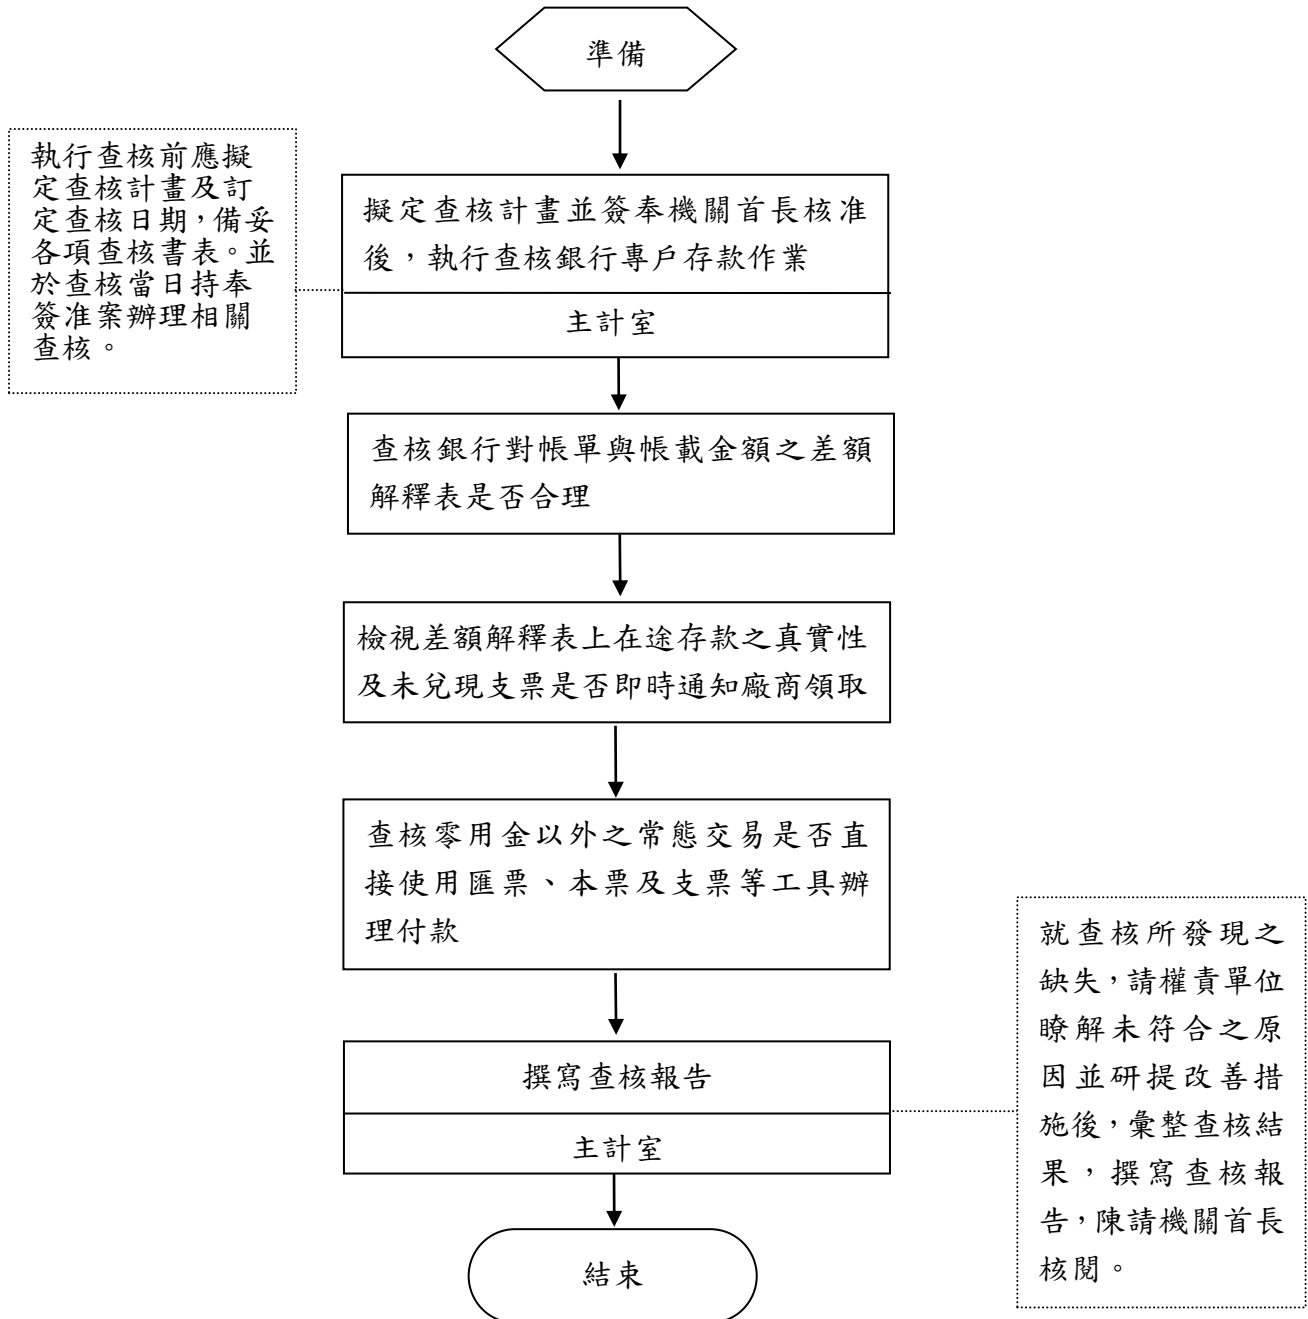 準備
執行查核前應擬
定查核計畫及訂
定查核日期，備妥
各項查核書表。並
於查核當日持奉
簽准案辦理相關
查核。
擬定查核計畫並簽奉機關首長核准
後，執行查核銀行專戶存款作業
主計室
查核銀行對帳單與帳載金額之差額
解釋表是否合理
檢視差額解釋表上在途存款之真實性
及未兌現支票是否即時通知廠商領取
查核零用金以外之常態交易是否直
接使用匯票、本票及支票等工具辦
理付款
撰寫查核報告
主計室
就查核所發現之
缺失，請權責單位
瞭解未符合之原
因並研提改善措
施後，彙整查核結
果，撰寫查核報
告，陳請機關首長
核閱。
結束